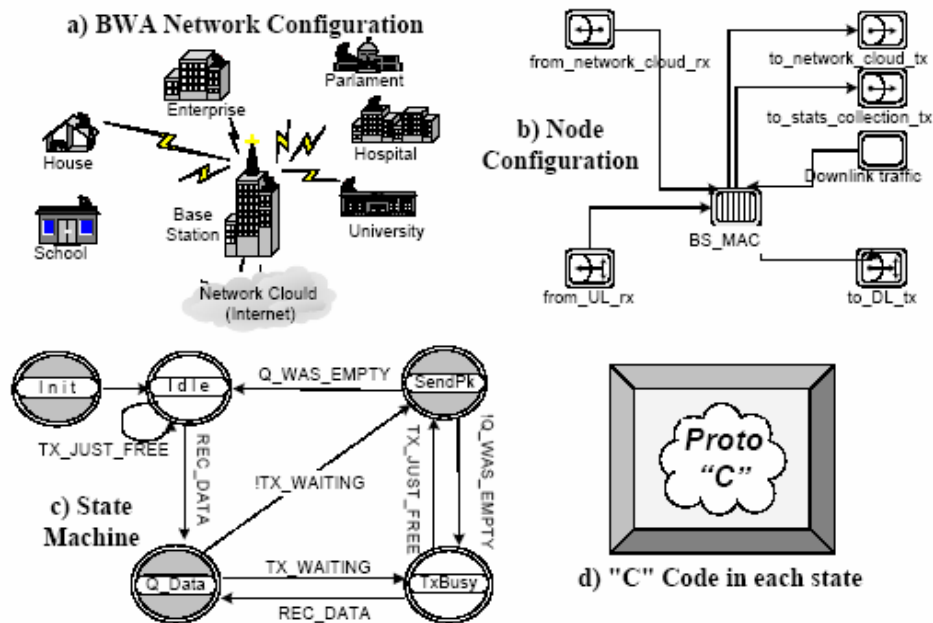 a) BWA Network Configuration
Enterprise
Parlament
House
Hospital
School
Base
Station
University
Network Clould
(Internet)
from_network_cloud_rx
to_network_cloud_tx
to_stats_collection_tx
b) Node
Configuration
Downlink traffic
BS_MAC
from_UL_rx
to_DL_tx
Init
Idle
Q_WAS_EMPTY
SendPk
TX_JUST_FREE
REC_DATA
!TX_WAITING
TX_JUST_FREE
!Q_WAS_EMPTY
c) State
Machine
Q_Data
TX_WAITING
TxBusy
REC_DATA
Proto
"C"
d) "C" Code in each state